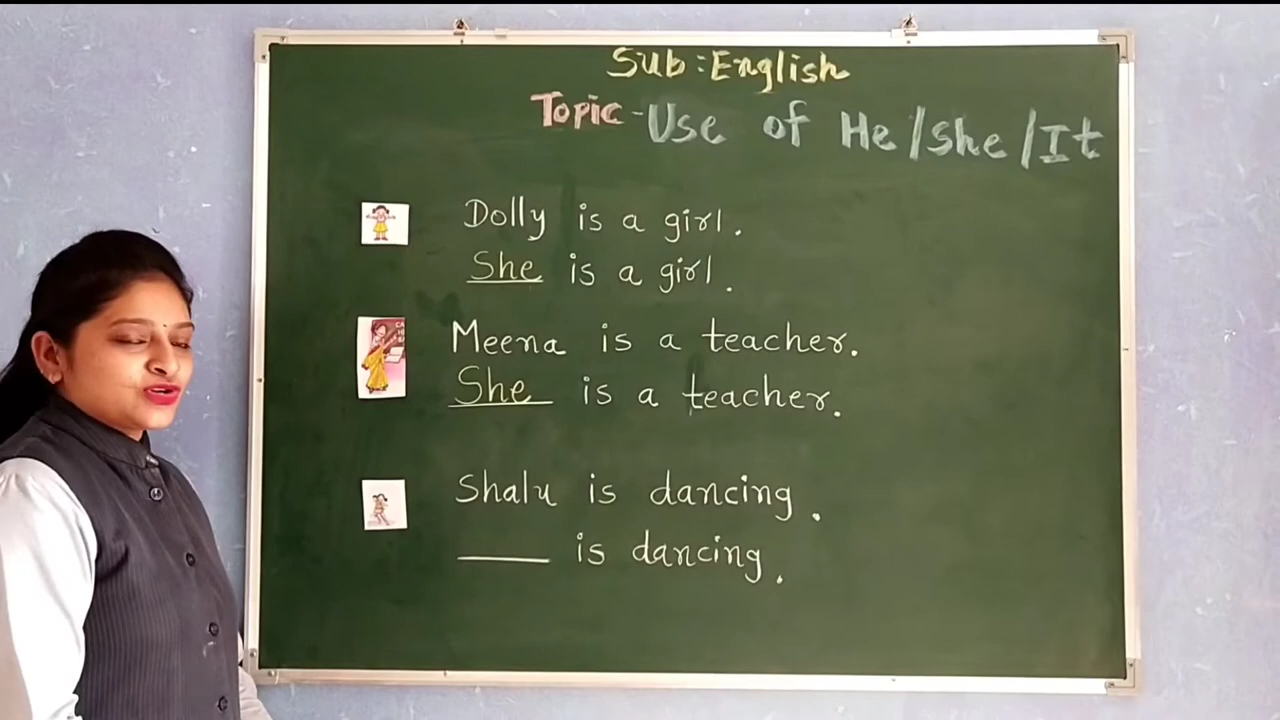 Sub : English
Topic - Use of He/She/It
Dolly is a girl.
She is a girl.
Meena is a teacher.
She is a teacher.
Shalu is dancing.
____ is dancing.